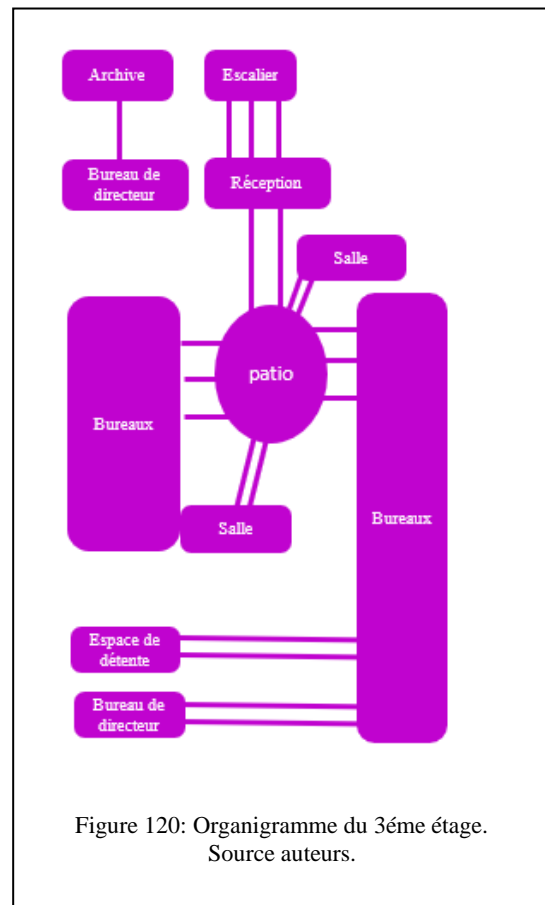 Archive
Escalier
Bureau de
directeur
Réception
Salle
patio
Bureaux
Bureaux
Salle
Espace de
détente
Bureau de
directeur
Figure 120: Organigramme du 3éme étage.
Source auteurs.